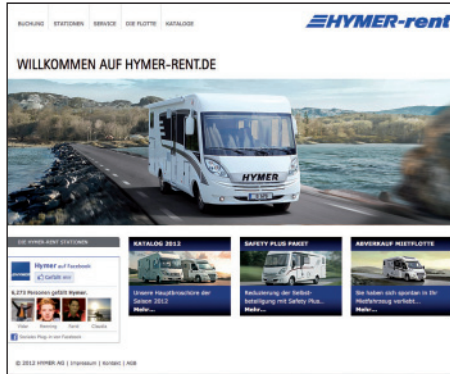 BUCHUNG STATIONEN SERVICE DIE FLOTTE KATALOGE
HYMER-rent
WILLKOMMEN AUF HYMER-RENT.DE
HYMER
DIE HYMER-RENT STATIONEN
Hymer auf Facebook
Gefällt mir
6,273 Personen gefällt Hymer.
Henning
Claudia
Soziales Plug-in von Facebook
KATALOG 2012
Unsere Hauptbroschüre der
Saison 2012
Mehr...
SAFETY PLUS PAKET
Reduzierung der Selbst-
beteiligung mit Safety Plus...
Mehr...
ABVERKAUF MIETFLOTTE
Sie haben sich spontan in Ihr
Mietfahrzeug verliebt...
Mehr...
© 2012 HYMER AG | Impressum | Kontakt | AGB